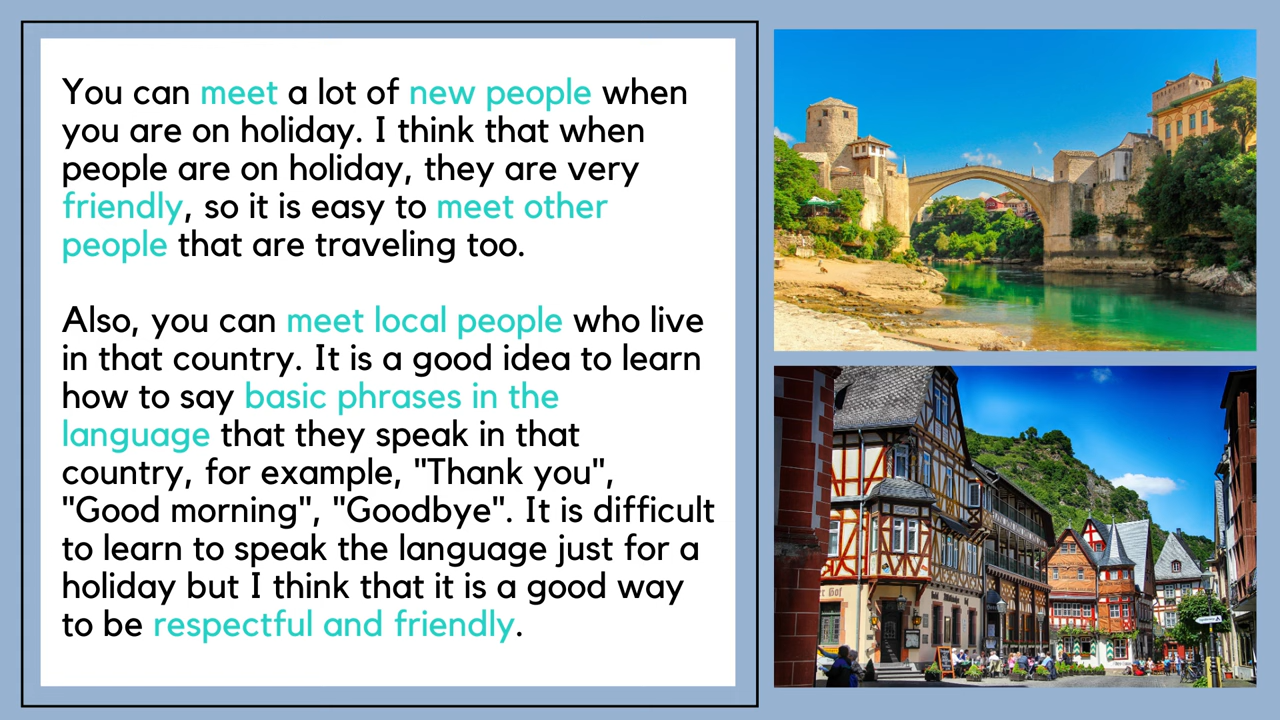 You can meet a lot of new people when
you are on holiday. I think that when
people are on holiday, they are very
friendly, so it is easy to meet other
people that are traveling too.
Also, you can meet local people who live
in that country. It is a good idea to learn
how to say basic phrases in the
language that they speak in that
country, for example, "Thank you",
"Good morning", "Goodbye". It is difficult
to learn to speak the language just for a
holiday but I think that it is a good way
to be respectful and friendly.